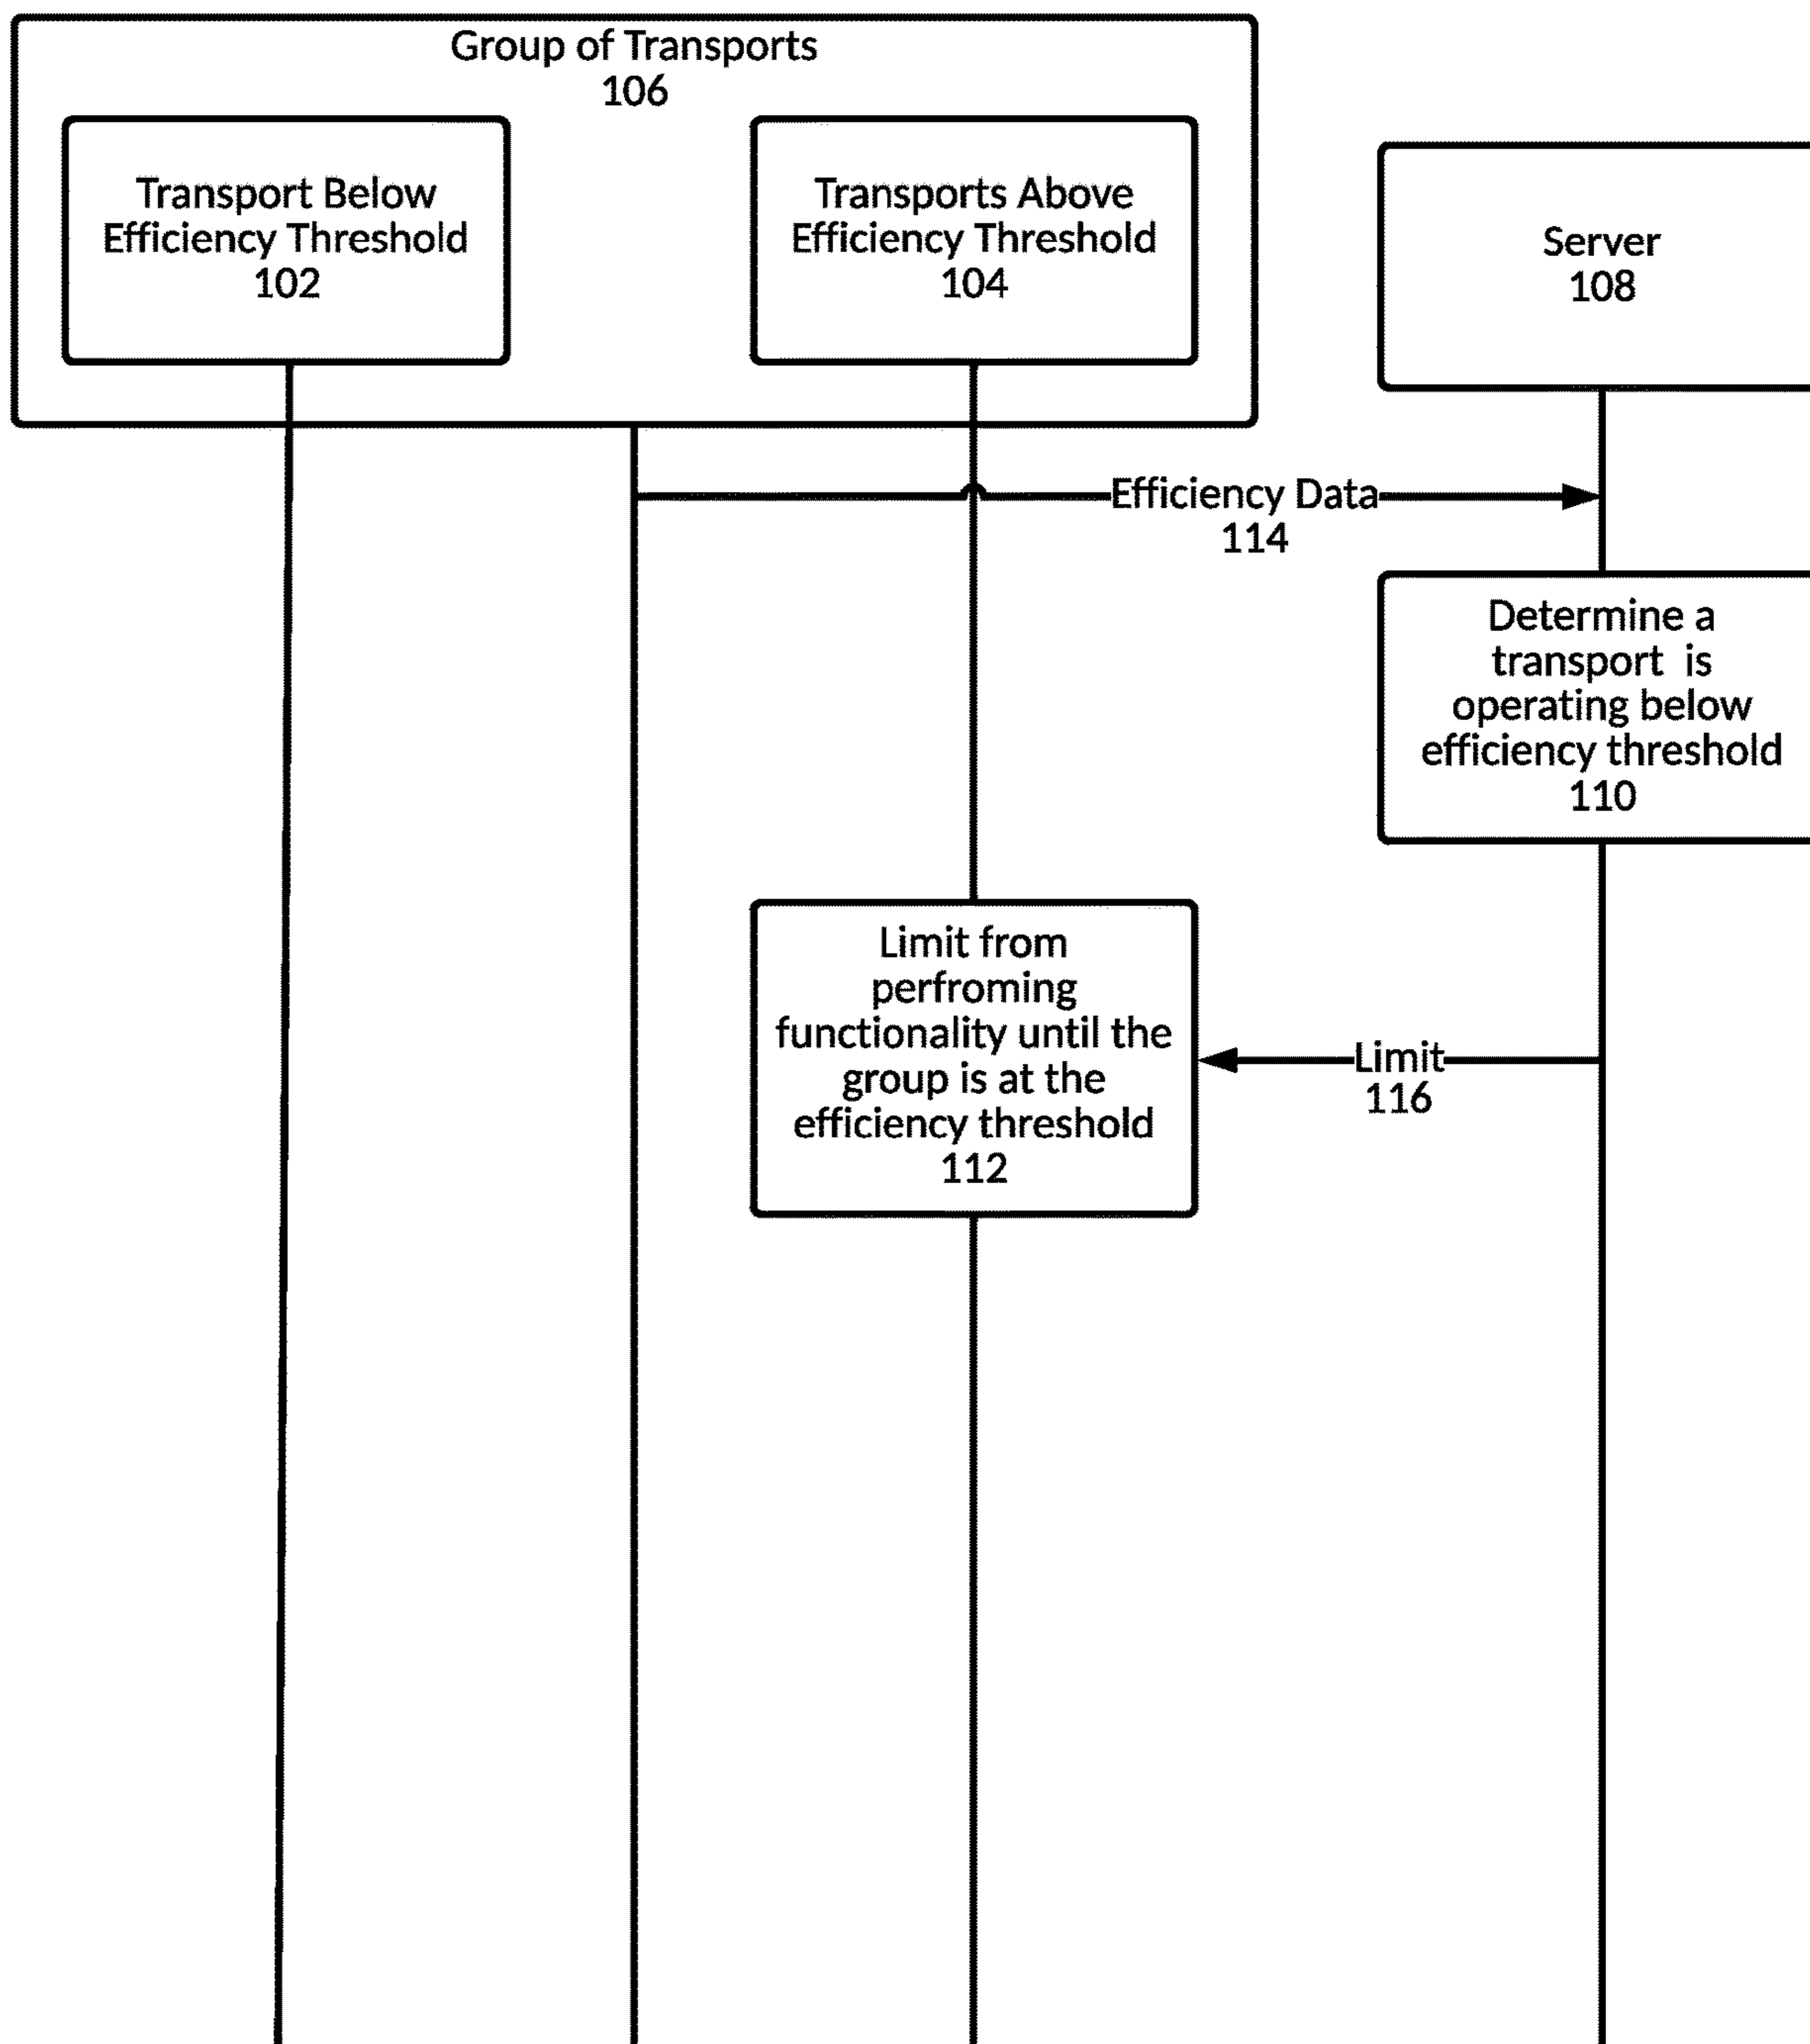 Group of Transports
106
Transport Below
Efficiency Threshold
102
Transports Above
Efficiency Threshold
104
Server
108
Efficiency Data
114
Determine a
transport  is
operating below
efficiency threshold
110
Limit from
perfroming
functionality until the
group is at the
efficiency threshold
112
Limit
116